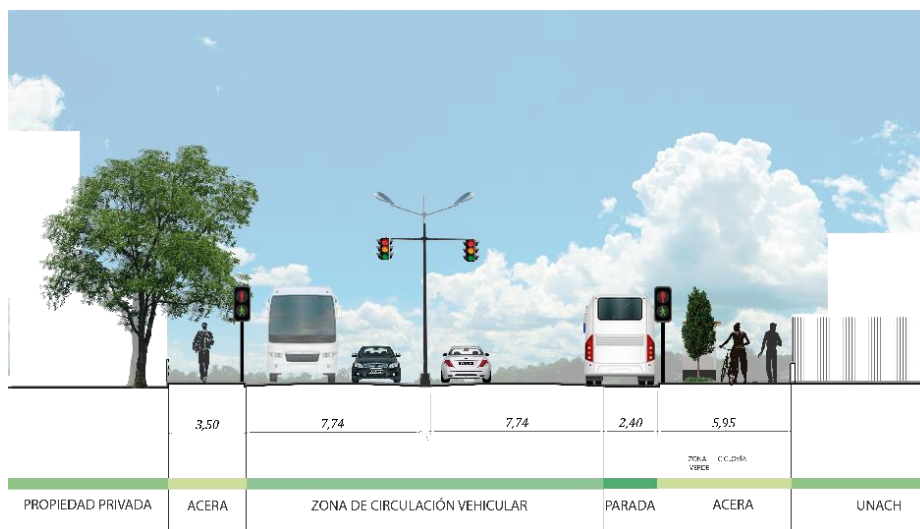 3,50
7,74
7,74
2,40
5,95
ZONA VERDE
CICLOVÍA
PROPIEDAD PRIVADA
ACERA
ZONA DE CIRCULACIÓN VEHICULAR
PARADA
ACERA
UNACH